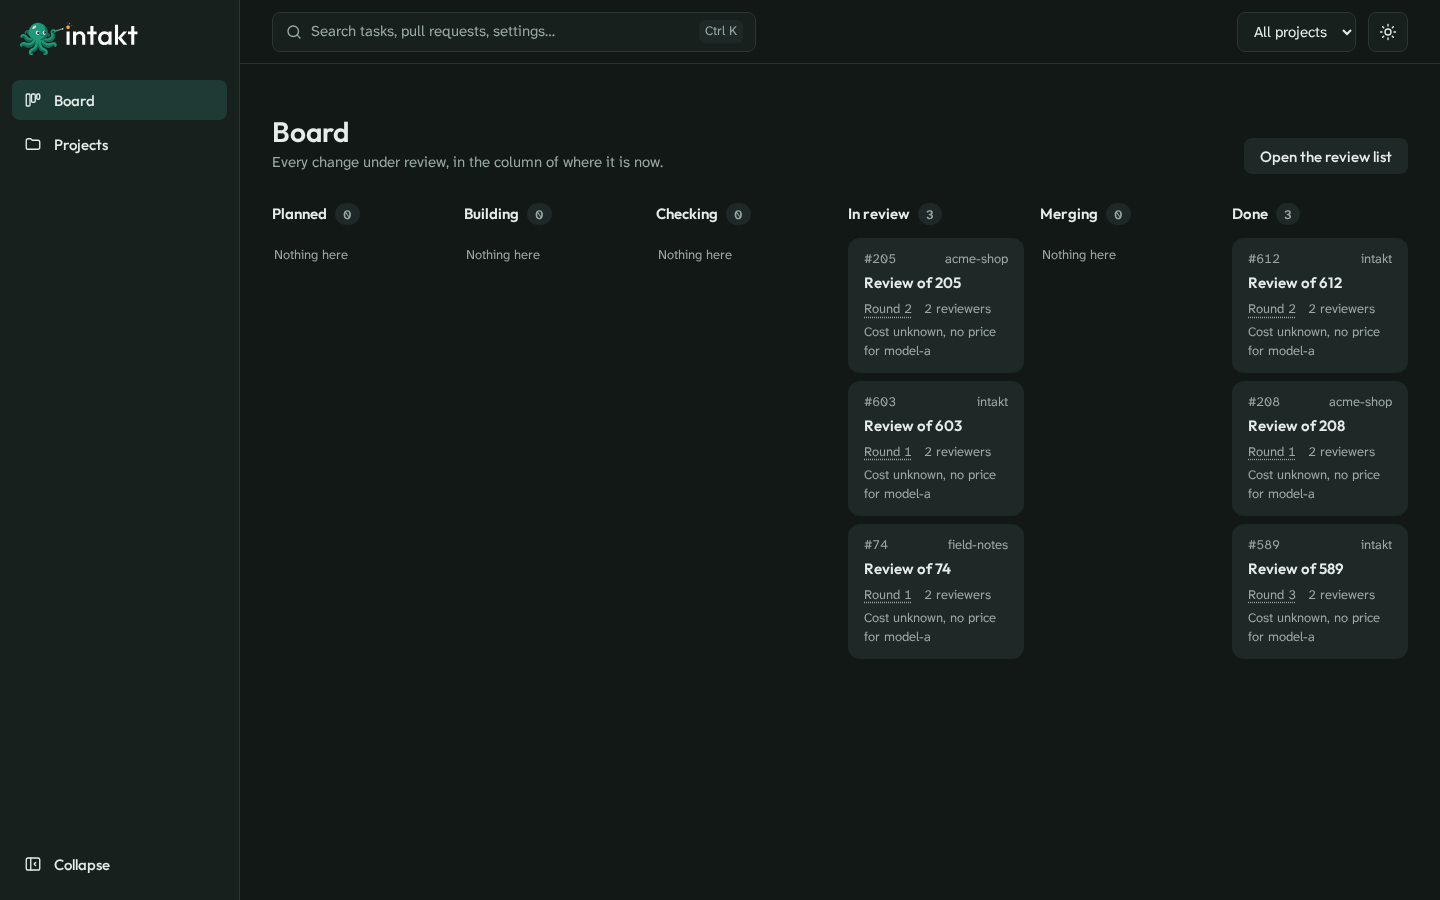 intakt
Search tasks, pull requests, settings...
Ctrl K
All projects
Board
Projects
Board
Every change under review, in the column of where it is now.
Open the review list
Planned 0
Nothing here
Building 0
Nothing here
Checking 0
Nothing here
In review 3
#205 acme-shop
Review of 205
Round 2 2 reviewers
Cost unknown, no price
for model-a
#603 intakt
Review of 603
Round 1 2 reviewers
Cost unknown, no price
for model-a
#74 field-notes
Review of 74
Round 1 2 reviewers
Cost unknown, no price
for model-a
Merging 0
Nothing here
Done 3
#612 intakt
Review of 612
Round 2 2 reviewers
Cost unknown, no price
for model-a
#208 acme-shop
Review of 208
Round 1 2 reviewers
Cost unknown, no price
for model-a
#589 intakt
Review of 589
Round 3 2 reviewers
Cost unknown, no price
for model-a
Collapse